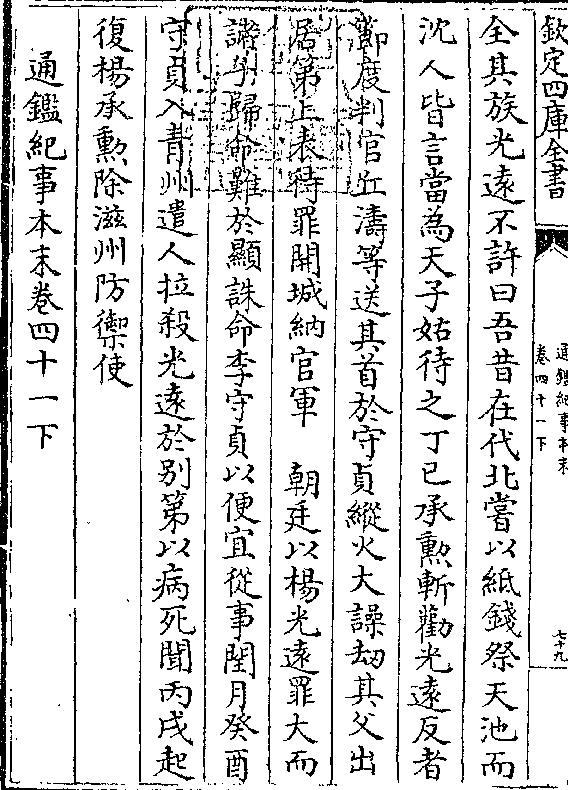 欽定四庫全書
通鑑紀事本末
卷四十一下
七十九
全其族光遠不許曰吾昔在代北嘗以紙錢祭天池而
沈人皆言當為天子姑待之丁已承勲斬勸光遠反者
節度判官丘濤等送其首於守貞縱火大譟劫其父出
居第上表待罪開城納官軍　朝廷以楊光遠罪大而
諸子歸命難於顯誅命李守貞以便宜從事閏月癸酉
守貞入青州遣人拉殺光遠於别第以病死聞丙戌起
復楊承勲除滋州防禦使
通鑑紀事本末卷四十一下